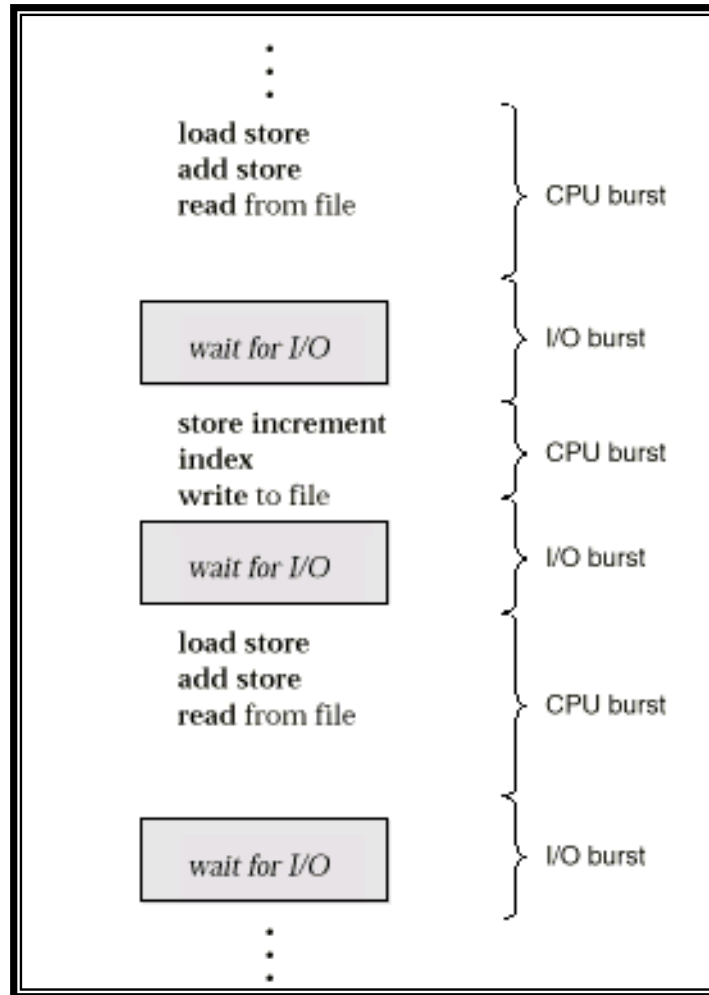 load store
add store
read from file
CPU burst
wait for I/O
I/O burst
store increment
index
write to file
CPU burst
wait for I/O
I/O burst
load store
add store
read from file
CPU burst
wait for I/O
I/O burst